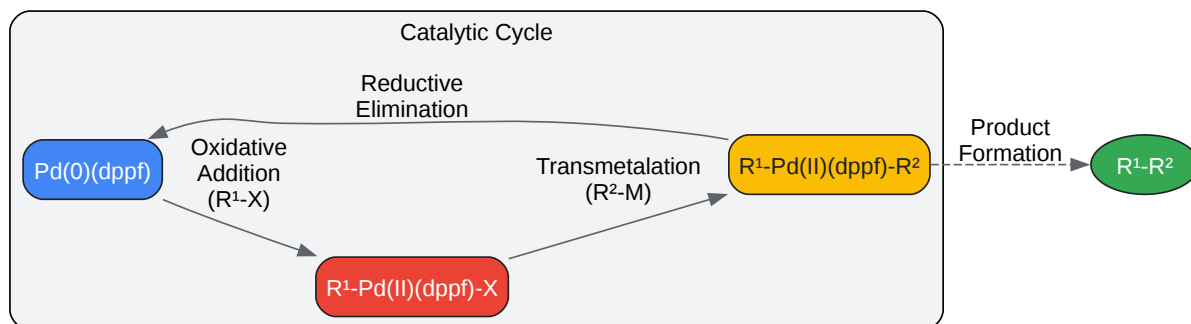 Catalytic Cycle
Reductive
Elimination
Pd(0)(dppf)
Oxidative
Addition
(R¹-X)
Transmetalation
(R²-M)
R¹-Pd(II)(dppf)-R²
Product
Formation
R¹-R²
R¹-Pd(II)(dppf)-X